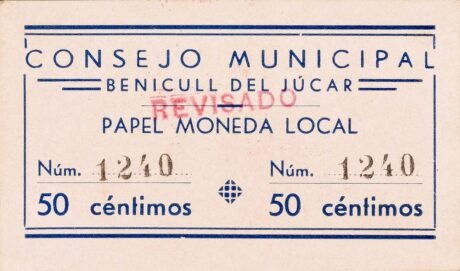 CONSEJO MUNICIPAL
BENICULL DEL JÚCAR
REVISADO
PAPEL MONEDA LOCAL
Núm. 1240 Núm. 1240
50 céntimos 50 céntimos